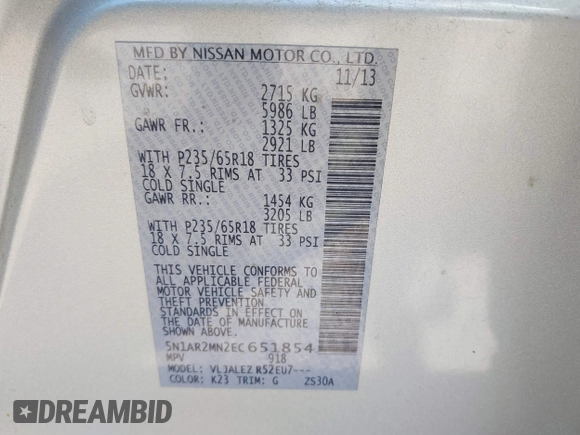 MFD BY NISSAN MOTOR CO., LTD.
DATE: 11/13
GVWR: 2715 KG
5986 LB
GAWR FR.: 1325 KG
2921 LB
WITH P235/65R18 TIRES
18 X 7.5 RIMS AT 33 PSI
COLD SINGLE
GAWR RR.: 1454 KG
3205 LB
WITH P235/65R18 TIRES
18 X 7.5 RIMS AT 33 PSI
COLD SINGLE
THIS VEHICLE CONFORMS TO
ALL APPLICABLE FEDERAL
MOTOR VEHICLE SAFETY AND
THEFT PREVENTION
STANDARDS IN EFFECT ON
THE DATE OF MANUFACTURE
SHOWN ABOVE.
5N1AR2MN2EC651854
MPV 918
MODEL: VLJALEZ R52EU7---
COLOR: K23 TRIM: G ZS30A
DREAMBID